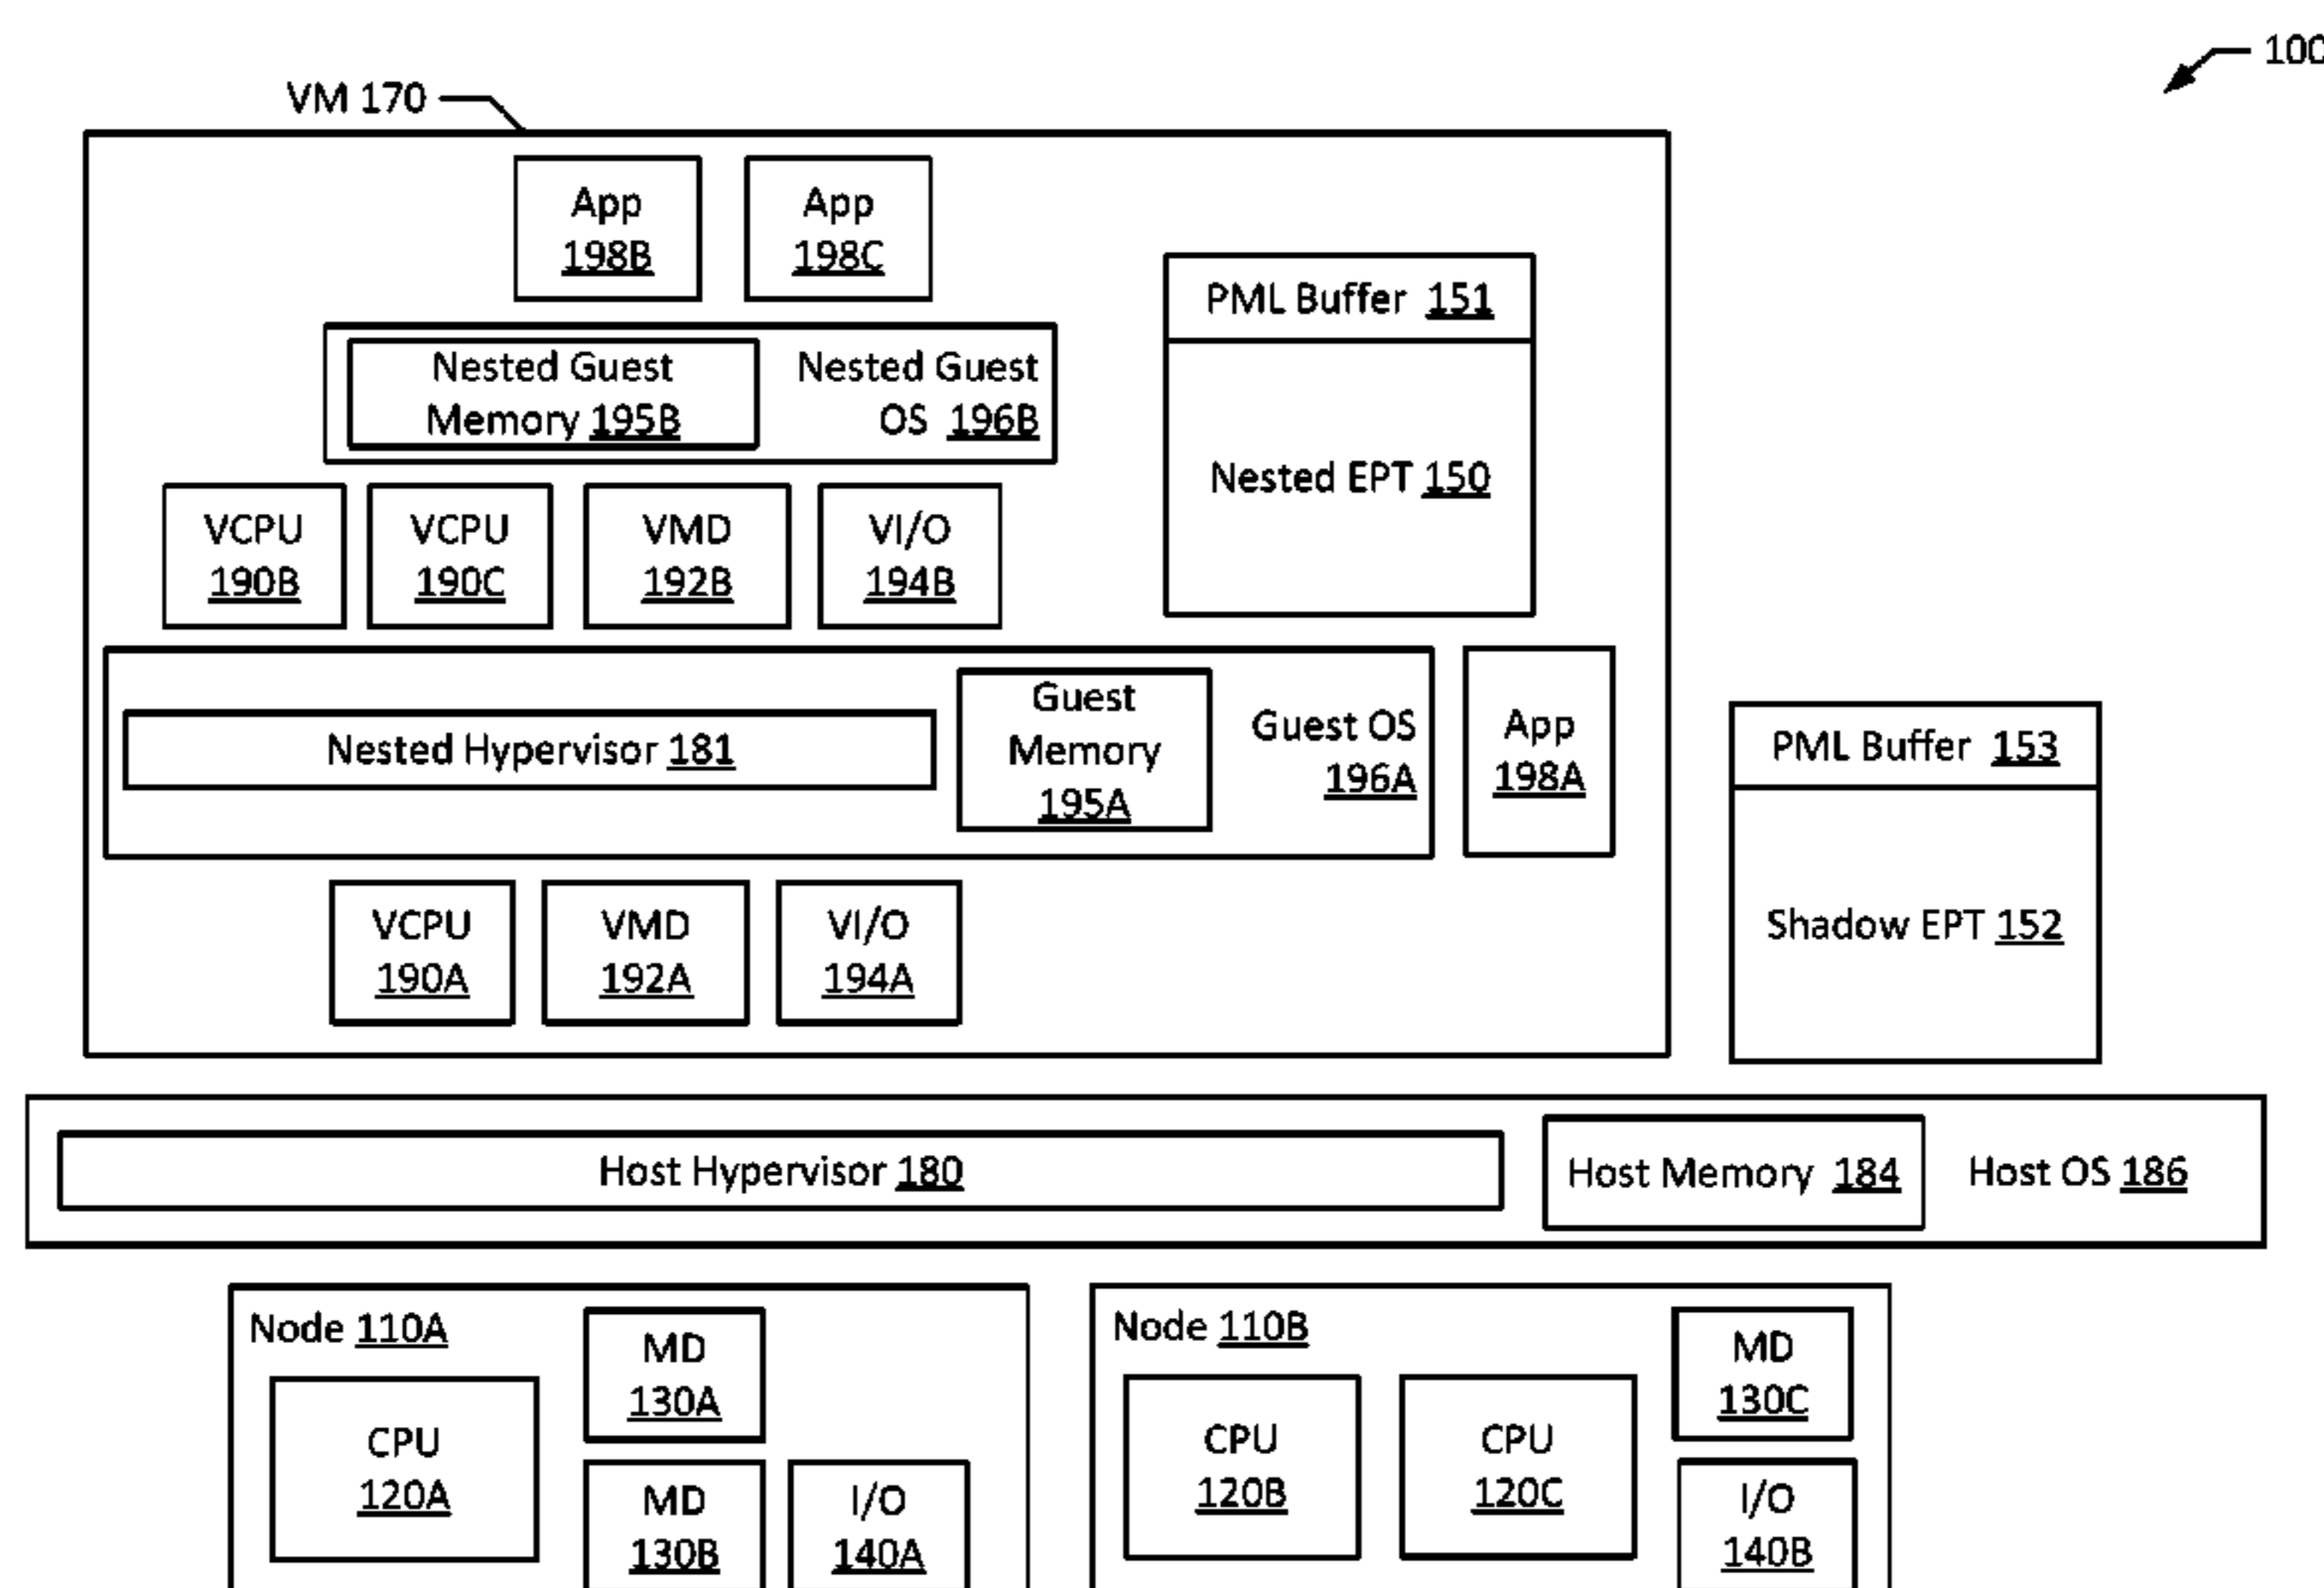 100
VM 170
App
198B
App
198C
PML Buffer 151
Nested Guest
Memory 195B
Nested Guest
OS 196B
Nested EPT 150
VCPU
190B
VCPU
190C
VMD
192B
VI/O
194B
Nested Hypervisor 181
Guest
Memory
195A
Guest OS
196A
App
198A
PML Buffer 153
Shadow EPT 152
VCPU
190A
VMD
192A
VI/O
194A
Host Hypervisor 180
Host Memory 184
Host OS 186
Node 110A
CPU
120A
MD
130A
MD
130B
I/O
140A
Node 110B
CPU
120B
CPU
120C
MD
130C
I/O
140B